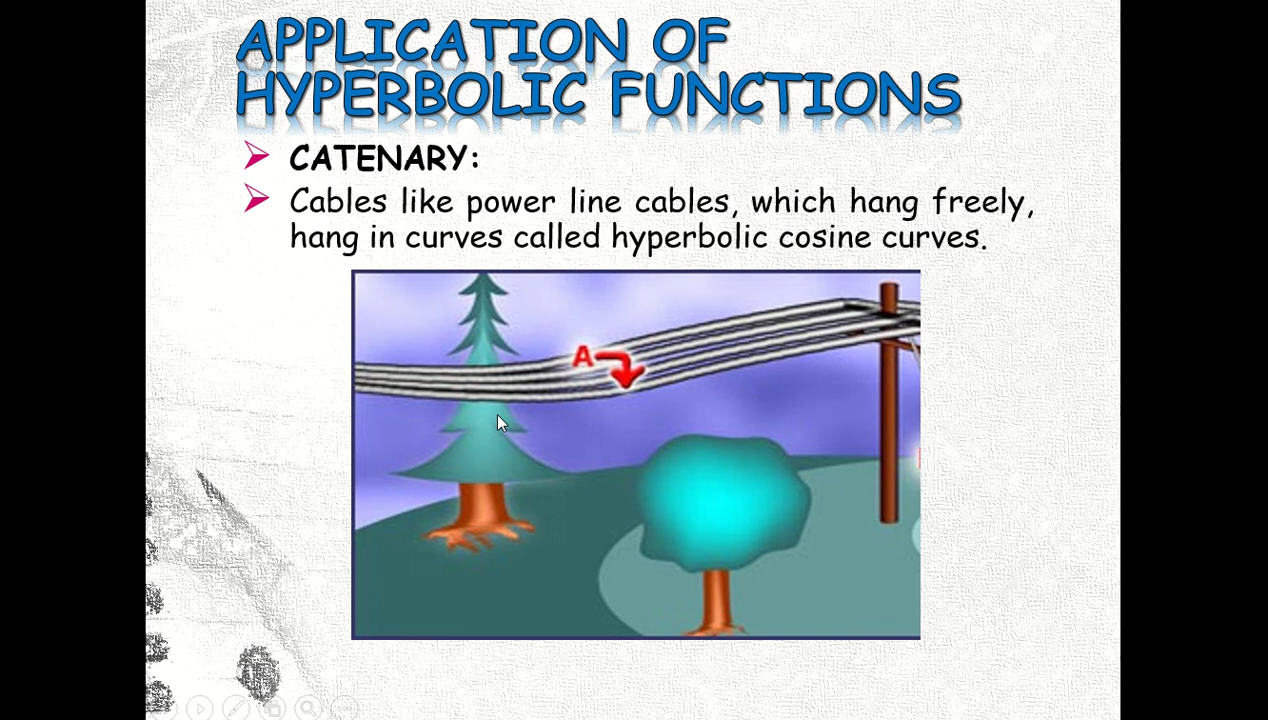 APPLICATION OF
HYPERBOLIC FUNCTIONS
CATENARY:
Cables like power line cables, which hang freely,
hang in curves called hyperbolic cosine curves.
A